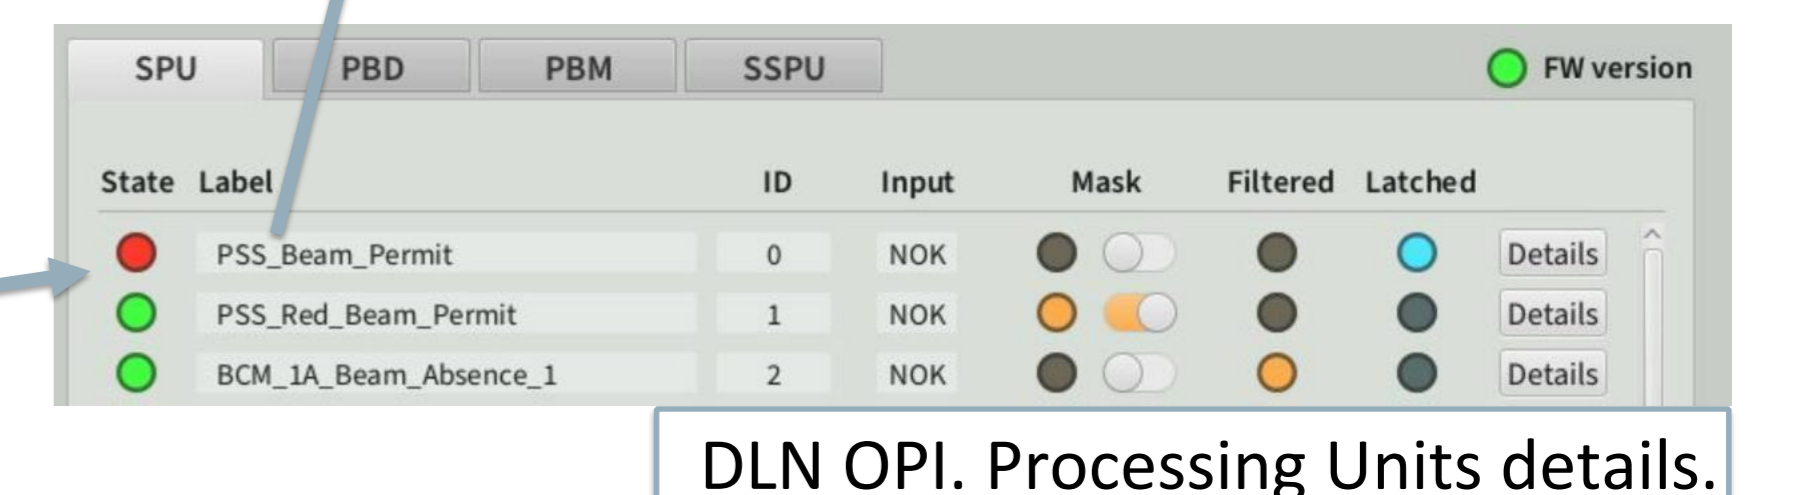 SPU PBD PBM SSPU FW version
State Label ID Input Mask Filtered Latched
PSS_Beam_Permit 0 NOK Details
PSS_Red_Beam_Permit 1 NOK Details
BCM_1A_Beam_Absence_1 2 NOK Details
DLN OPI. Processing Units details.